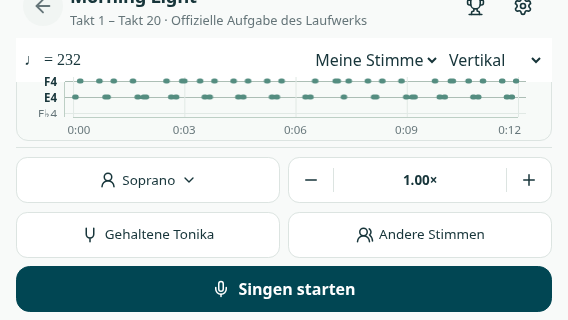 Morning Light
Takt 1 – Takt 20 · Offizielle Aufgabe des Laufwerks
♩ = 232
Meine Stimme
Vertikal
F4
E4
F♭4
0:00 0:03 0:06 0:09 0:12
Soprano
1.00×
Gehaltene Tonika
Andere Stimmen
Singen starten